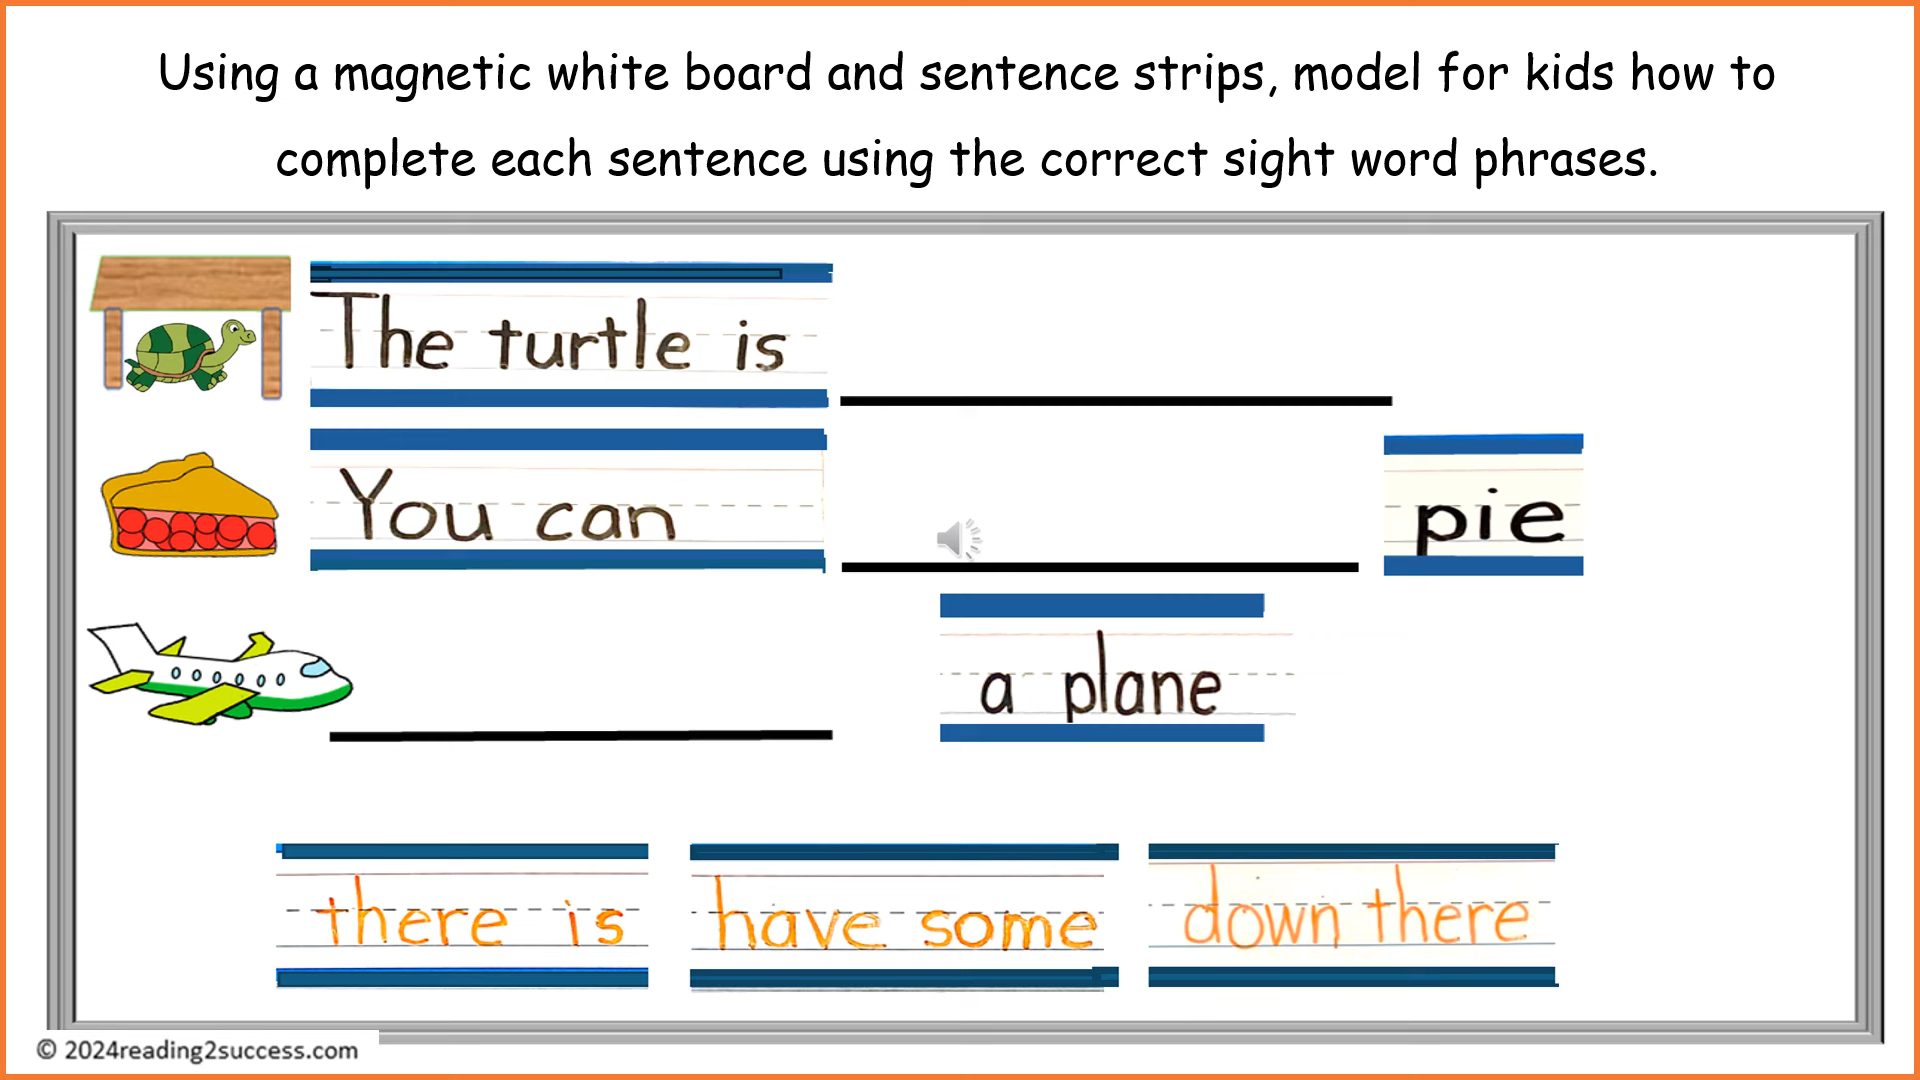 Using a magnetic white board and sentence strips, model for kids how to
complete each sentence using the correct sight word phrases.
The turtle is
You can
pie
a plane
there is
have some
down there
© 2024reading2success.com